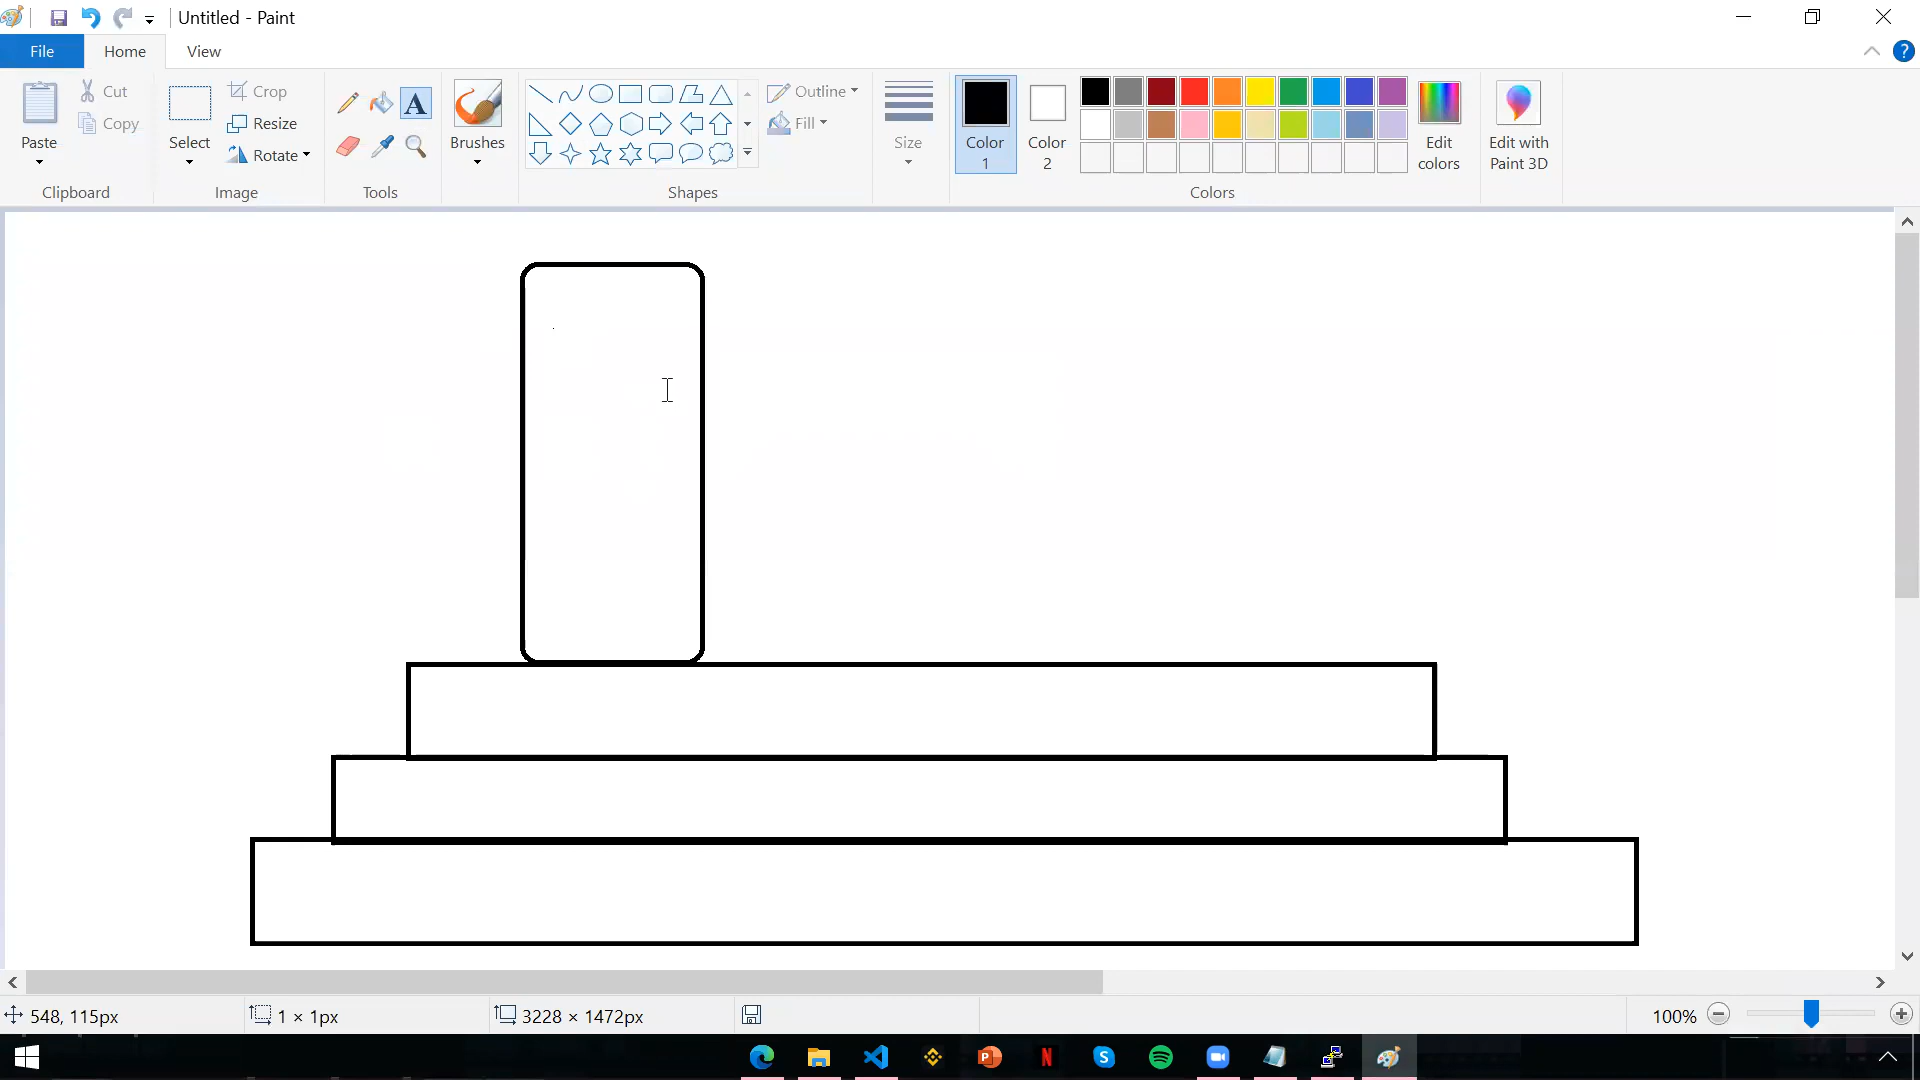 Untitled - Paint
File Home View
Paste
Cut
Copy
Clipboard
Select
Crop
Resize
Rotate
Image
A
Tools
Brushes
Shapes
Outline
Fill
Size
Color 1
Color 2
Colors
Edit colors
Edit with Paint 3D
?
548, 115px 1 × 1px 3228 × 1472px 100%
P N S